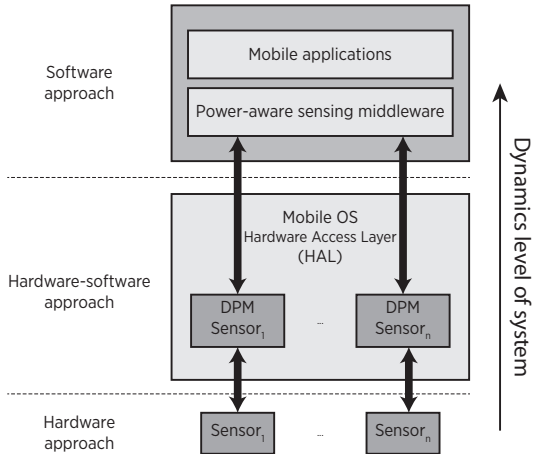 Software
approach
Mobile applications
Power-aware sensing middleware
Hardware-software
approach
Mobile OS
Hardware Access Layer
(HAL)
DPM
Sensor₁
...
DPM
Sensorₙ
Hardware
approach
Sensor₁
...
Sensorₙ
Dynamics level of system